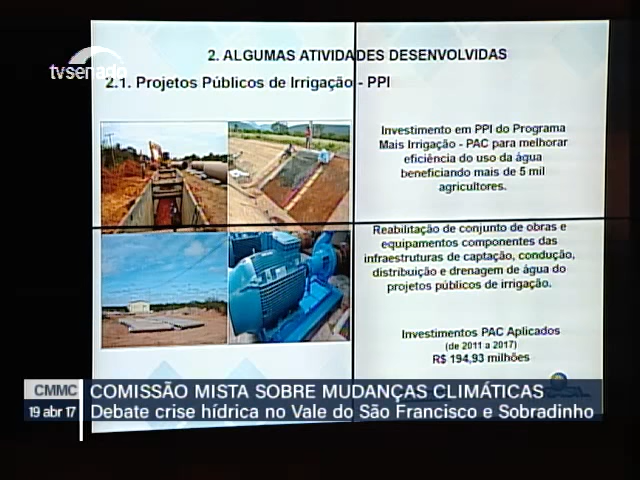 tvsenado
2. ALGUMAS ATIVIDADES DESENVOLVIDAS
2.1. Projetos Públicos de Irrigação - PPI
Investimento em PPI do Programa
Mais Irrigação - PAC para melhorar
eficiência do uso da água
beneficiando mais de 5 mil
agricultores.
Reabilitação de conjunto de obras e
equipamentos componentes das
infraestruturas de captação, condução,
distribuição e drenagem de água do
projetos públicos de irrigação.
Investimentos PAC Aplicados
(de 2011 a 2017)
R$ 194,93 milhões
CMMC
19 abr 17
COMISSÃO MISTA SOBRE MUDANÇAS CLIMÁTICAS
Debate crise hídrica no Vale do São Francisco e Sobradinho